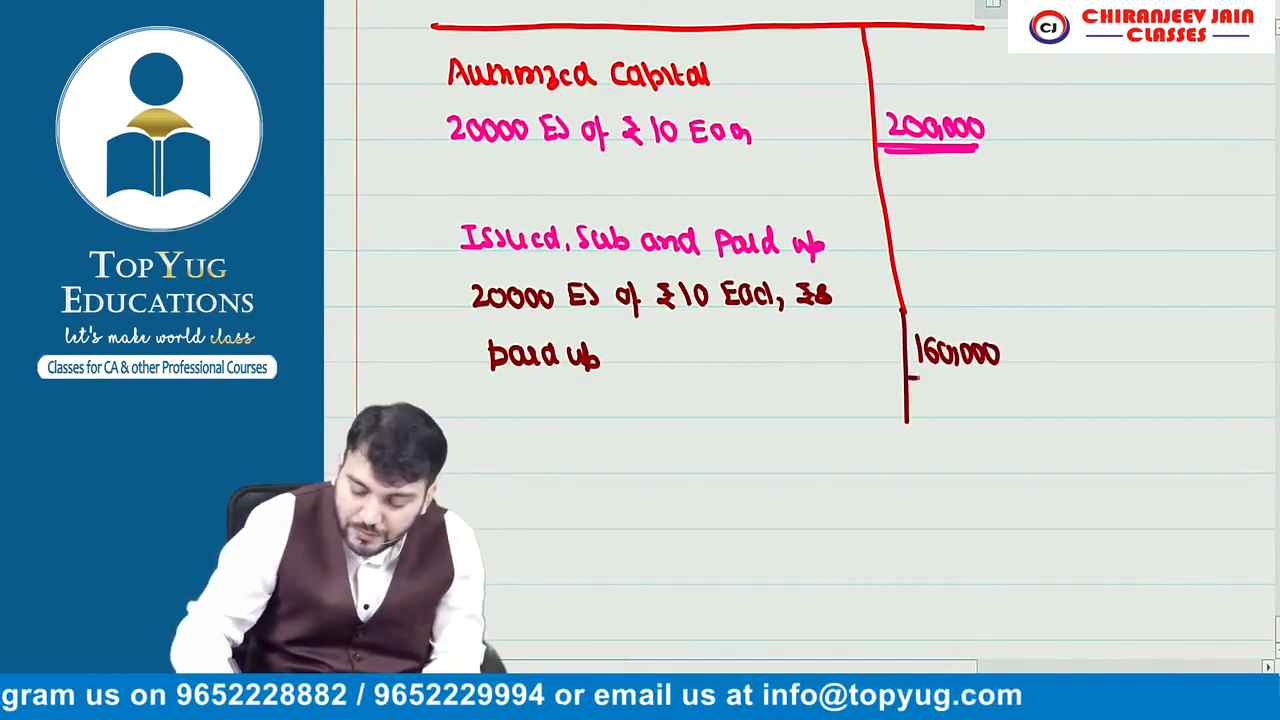 CHIRANJEEV JAIN
CLASSES
CJ
Authorized Capital
20000 ES of ₹10 Each
200,000
Issued, Sub and Paid up
20000 ES of ₹10 Each, ₹8
paid up
160,000
TOPYUG
EDUCATIONS
let's make world class
Classes for CA & other Professional Courses
gram us on 9652228882 / 9652229994 or email us at info@topyug.com